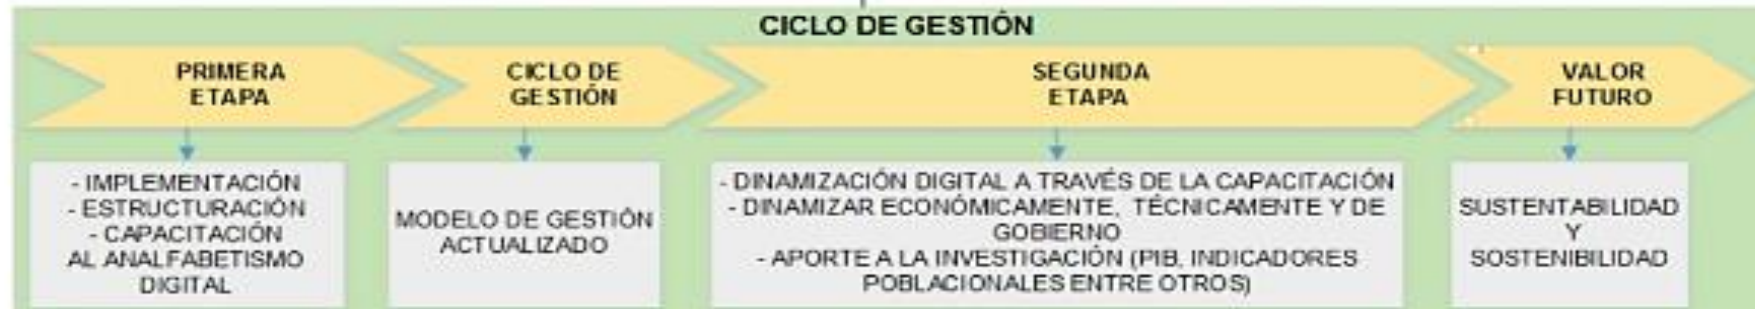 CICLO DE GESTIÓN
PRIMERA
ETAPA
CICLO DE
GESTIÓN
SEGUNDA
ETAPA
VALOR
FUTURO
- IMPLEMENTACIÓN
- ESTRUCTURACIÓN
- CAPACITACIÓN
AL ANALFABETISMO
DIGITAL
MODELO DE GESTIÓN
ACTUALIZADO
- DINAMIZACIÓN DIGITAL A TRAVÉS DE LA CAPACITACIÓN
- DINAMIZAR ECONÓMICAMENTE, TÉCNICAMENTE Y DE
GOBIERNO
- APORTE A LA INVESTIGACIÓN (PIB, INDICADORES
POBLACIONALES ENTRE OTROS)
SUSTENTABILIDAD
Y
SOSTENIBILIDAD